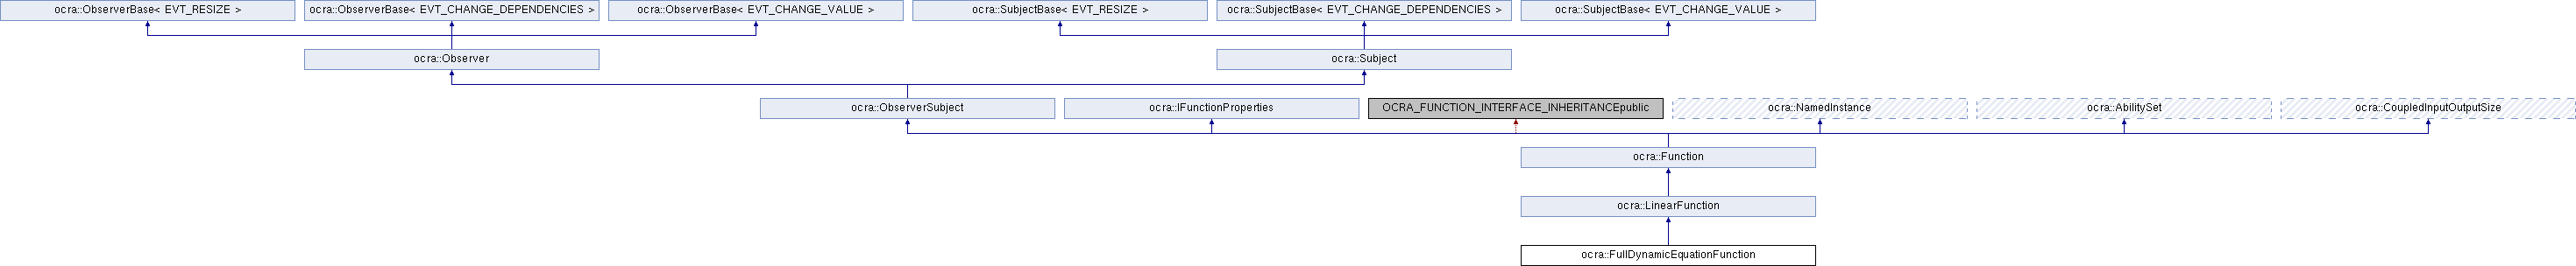 ocra::ObserverBase< EVT_RESIZE >
ocra::ObserverBase< EVT_CHANGE_DEPENDENCIES >
ocra::ObserverBase< EVT_CHANGE_VALUE >
ocra::SubjectBase< EVT_RESIZE >
ocra::SubjectBase< EVT_CHANGE_DEPENDENCIES >
ocra::SubjectBase< EVT_CHANGE_VALUE >
ocra::Observer
ocra::Subject
ocra::ObserverSubject
ocra::IFunctionProperties
OCRA_FUNCTION_INTERFACE_INHERITANCEpublic
ocra::NamedInstance
ocra::AbilitySet
ocra::CoupledInputOutputSize
ocra::Function
ocra::LinearFunction
ocra::FullDynamicEquationFunction